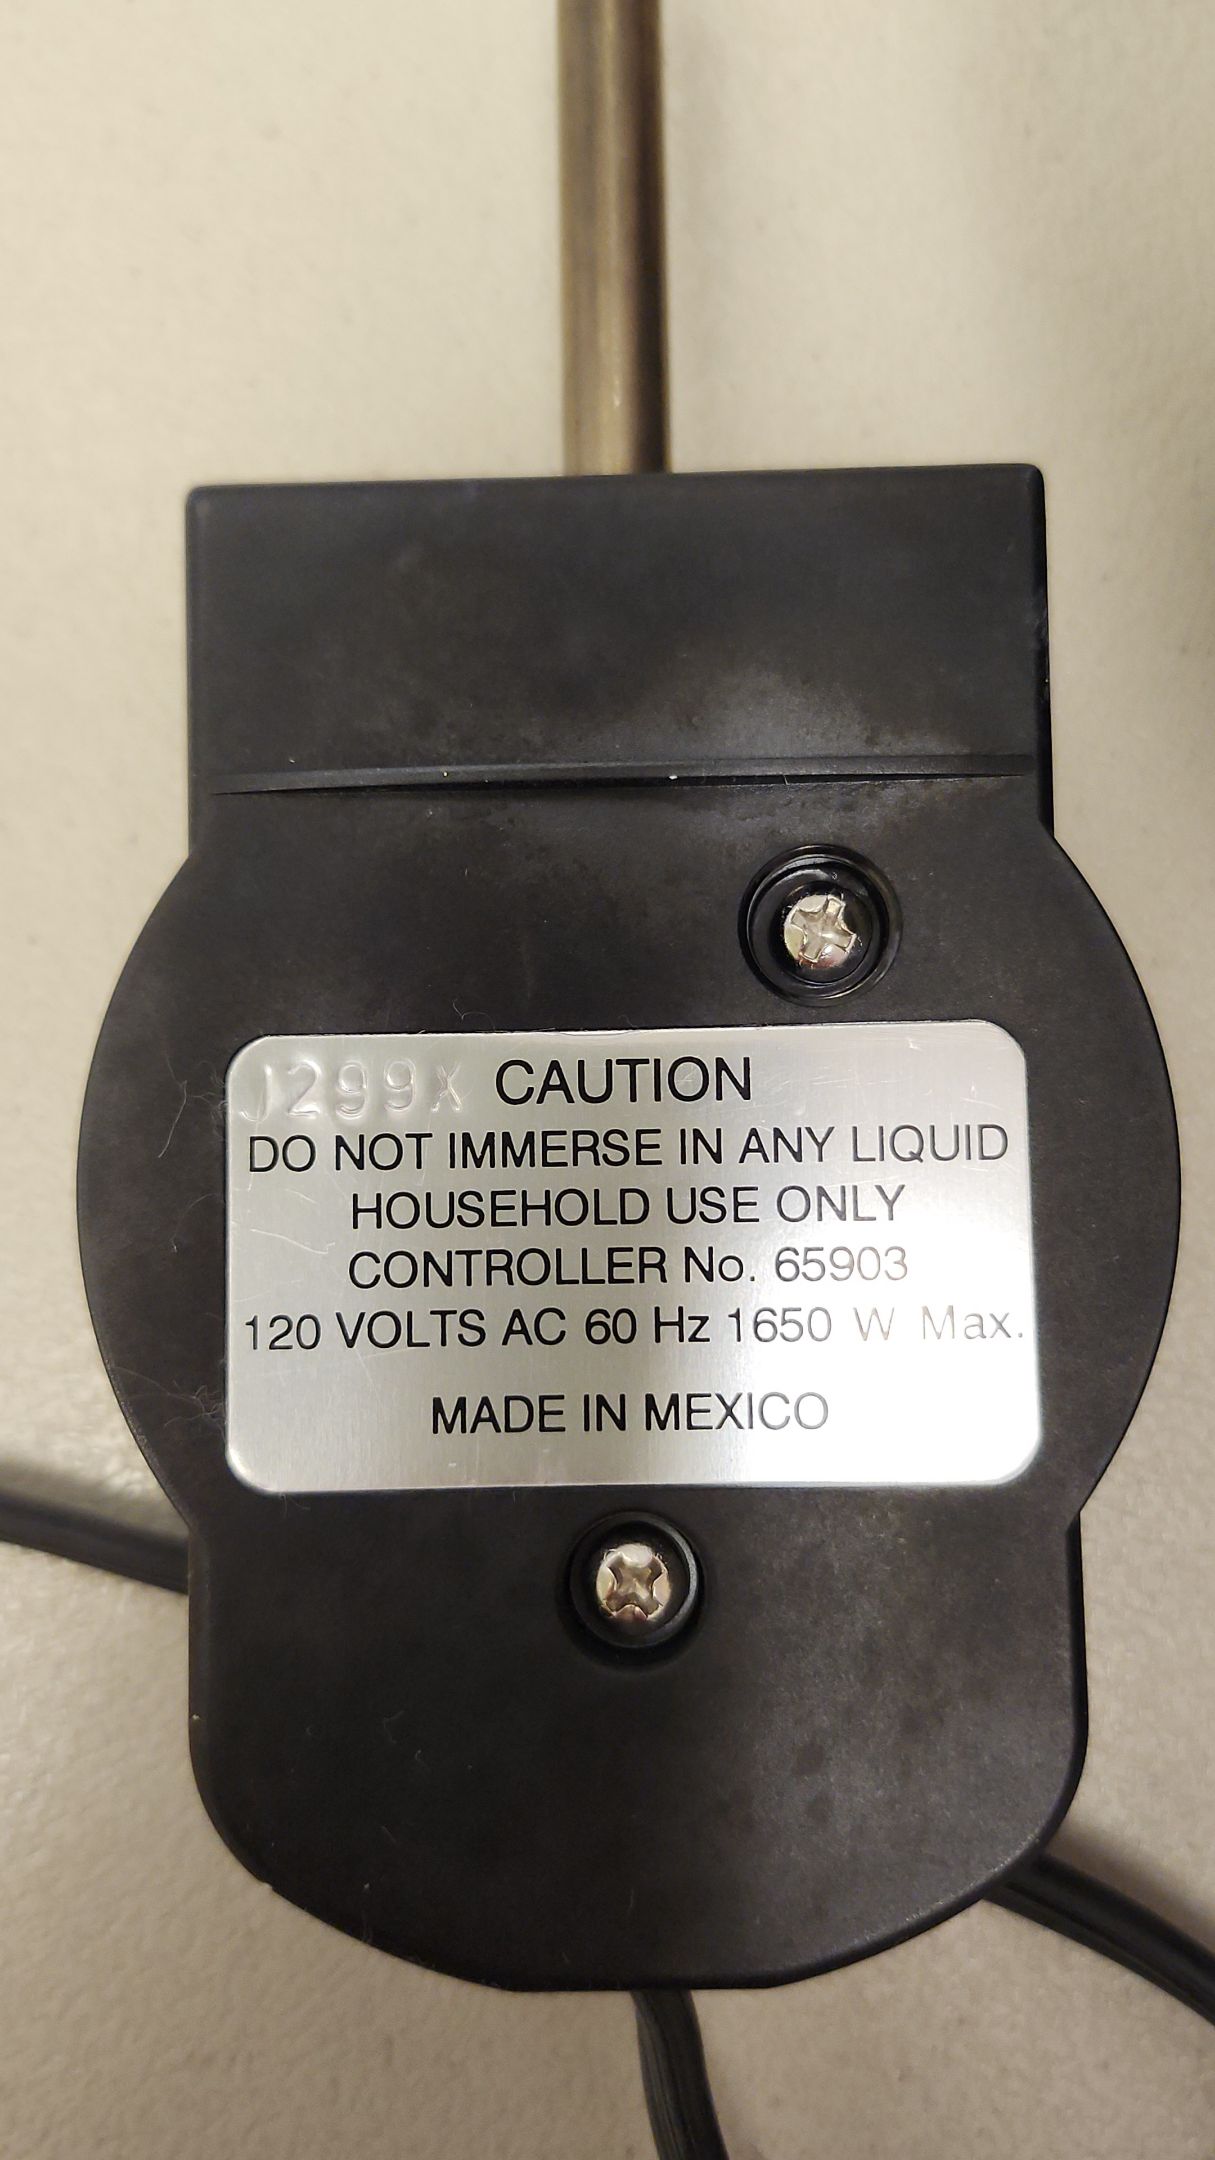 J299X CAUTION
DO NOT IMMERSE IN ANY LIQUID
HOUSEHOLD USE ONLY
CONTROLLER No. 65903
120 VOLTS AC 60 Hz 1650 W Max.
MADE IN MEXICO